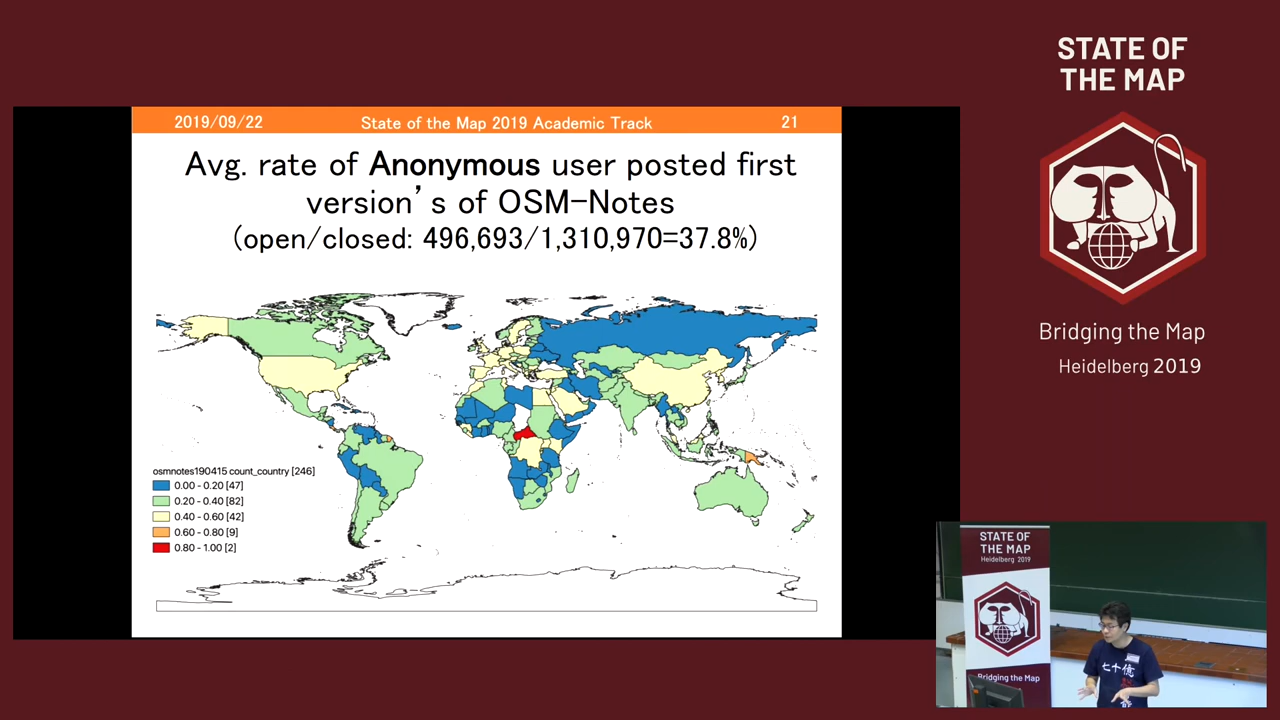 2019/09/22 State of the Map 2019 Academic Track 21
Avg. rate of Anonymous user posted first
version's of OSM-Notes
(open/closed: 496,693/1,310,970=37.8%)
osmnotes190415 count_country [246]
0.00 - 0.20 [47]
0.20 - 0.40 [82]
0.40 - 0.60 [42]
0.60 - 0.80 [9]
0.80 - 1.00 [2]
STATE OF
THE MAP
Bridging the Map
Heidelberg 2019
STATE OF
THE MAP
Heidelberg 2019
Bridging the Map
七十億